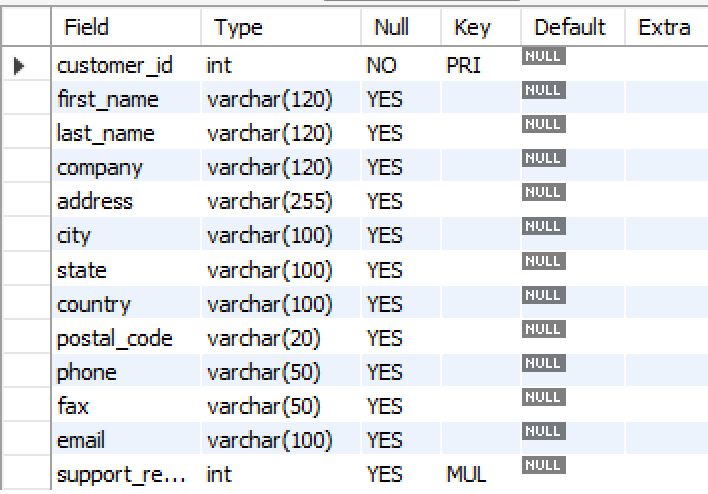 Field Type Null Key Default Extra
customer_id int NO PRI NULL
first_name varchar(120) YES NULL
last_name varchar(120) YES NULL
company varchar(120) YES NULL
address varchar(255) YES NULL
city varchar(100) YES NULL
state varchar(100) YES NULL
country varchar(100) YES NULL
postal_code varchar(20) YES NULL
phone varchar(50) YES NULL
fax varchar(50) YES NULL
email varchar(100) YES NULL
support_re... int YES MUL NULL